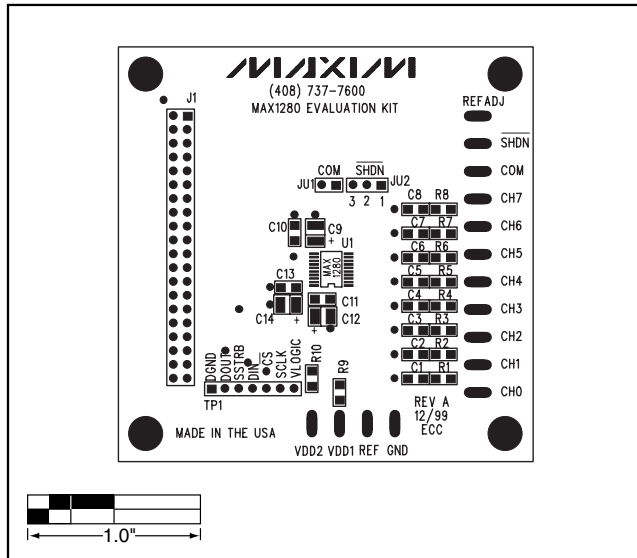 MAXIM
(408) 737-7600
MAX1280 EVALUATION KIT
J1
REFADJ
SHDN
COM
CH7
CH6
CH5
CH4
CH3
CH2
CH1
CH0
COM SHDN
JU1 JU2
3 2 1
C8 R8
C7 R7
C6 R6
C5 R5
C4 R4
C3 R3
C2 R2
C1 R1
C10 C9
+
U1
MAX
1280
C13
C14 +
C11
+ C12
R10 R9
DGND
DOUT
SSTRB
DIN
CS
SCLK
VLOGIC
TP1
MADE IN THE USA
REV A
12/99
ECC
VDD2 VDD1 REF GND
1.0"